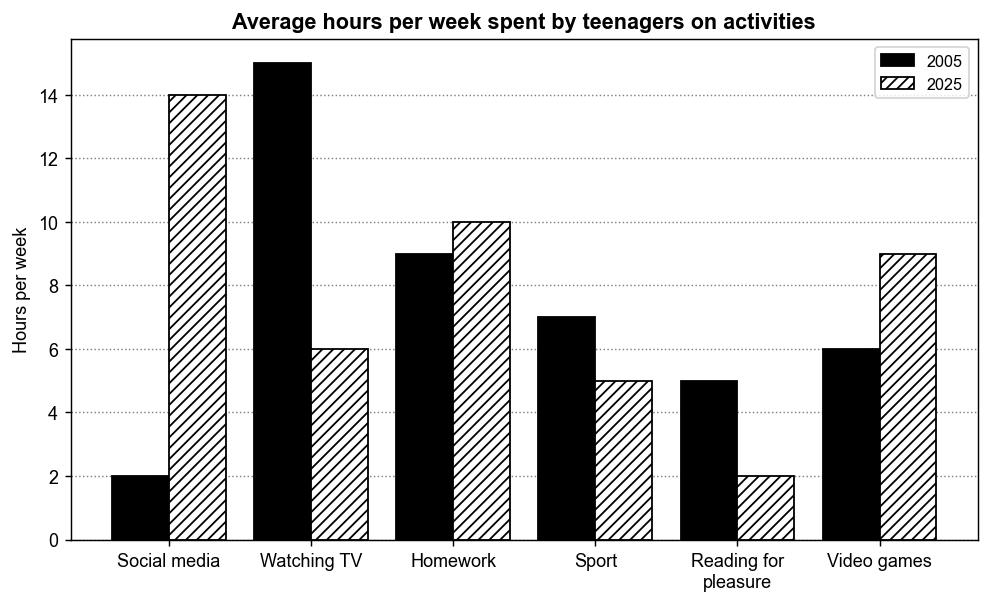 Average hours per week spent by teenagers on activities
2005
2025
Hours per week
14
12
10
8
6
4
2
0
Social media
Watching TV
Homework
Sport
Reading for
pleasure
Video games